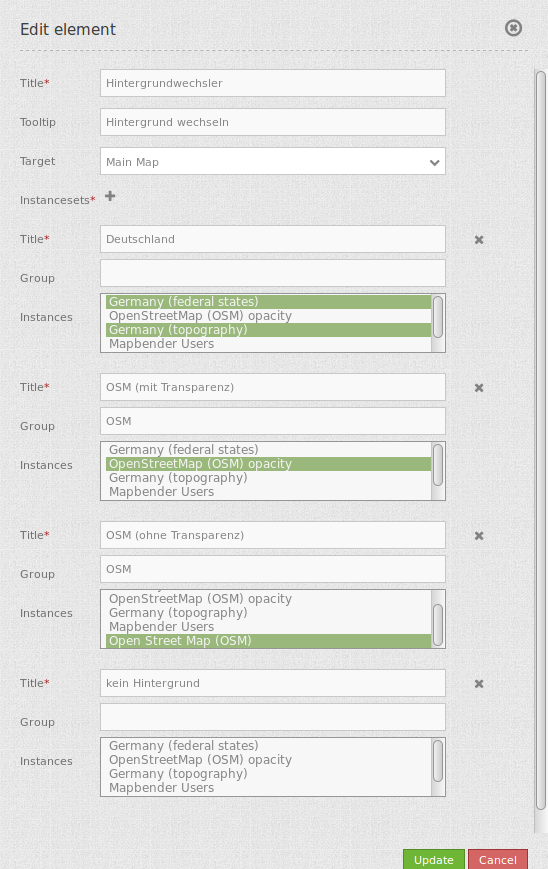 Edit element
Title* Hintergrundwechsler
Tooltip Hintergrund wechseln
Target Main Map
Instancesets*
Title* Deutschland
Group
Instances
Germany (federal states)
OpenStreetMap (OSM) opacity
Germany (topography)
Mapbender Users
Title* OSM (mit Transparenz)
Group OSM
Instances
Germany (federal states)
OpenStreetMap (OSM) opacity
Germany (topography)
Mapbender Users
Title* OSM (ohne Transparenz)
Group OSM
Instances
OpenStreetMap (OSM) opacity
Germany (topography)
Mapbender Users
Open Street Map (OSM)
Title* kein Hintergrund
Group
Instances
Germany (federal states)
OpenStreetMap (OSM) opacity
Germany (topography)
Mapbender Users
Update Cancel